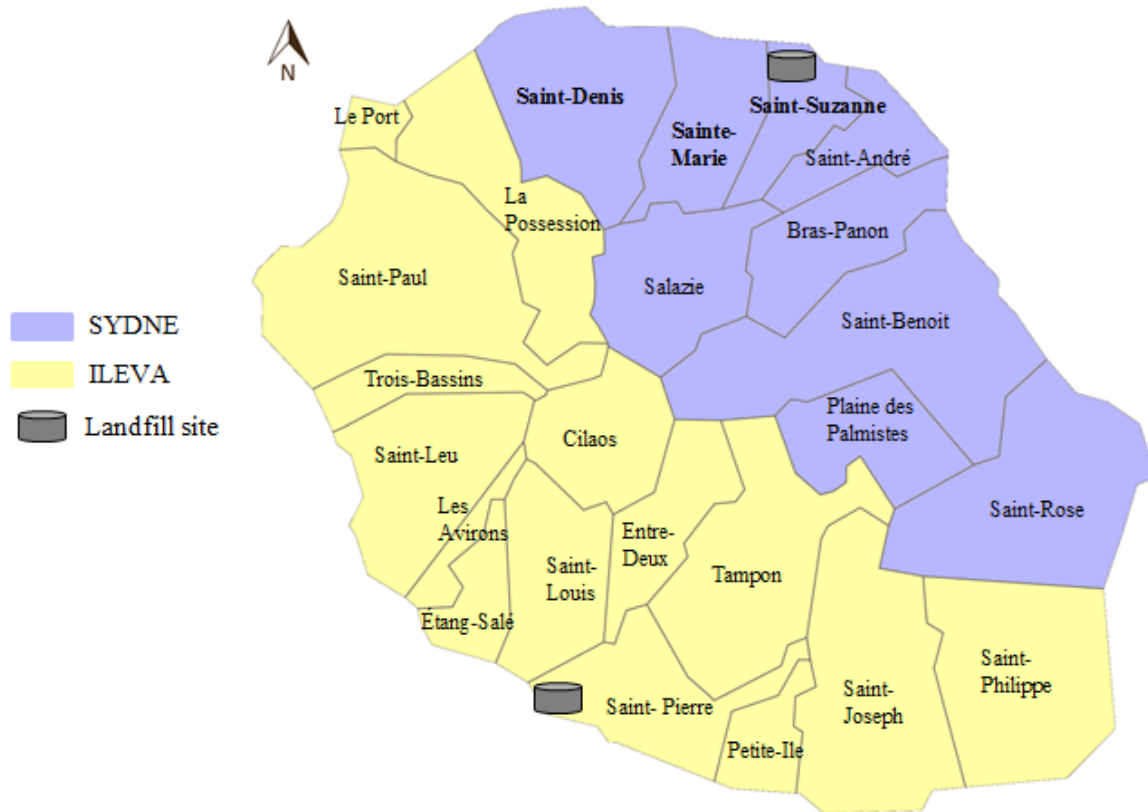 N
Saint-Denis
Sainte-
Marie
Saint-Suzanne
Le Port
Saint-André
La
Possession
Bras-Panon
Saint-Paul
Salazie
Saint-Benoit
SYDNE
ILEVA
Landfill site
Trois-Bassins
Plaine des
Palmistes
Cilaos
Saint-Leu
Les
Avirons
Saint-Rose
Entre-
Deux
Saint-
Louis
Tampon
Étang-Salé
Saint-
Philippe
Saint-
Joseph
Saint- Pierre
Petite-Ile